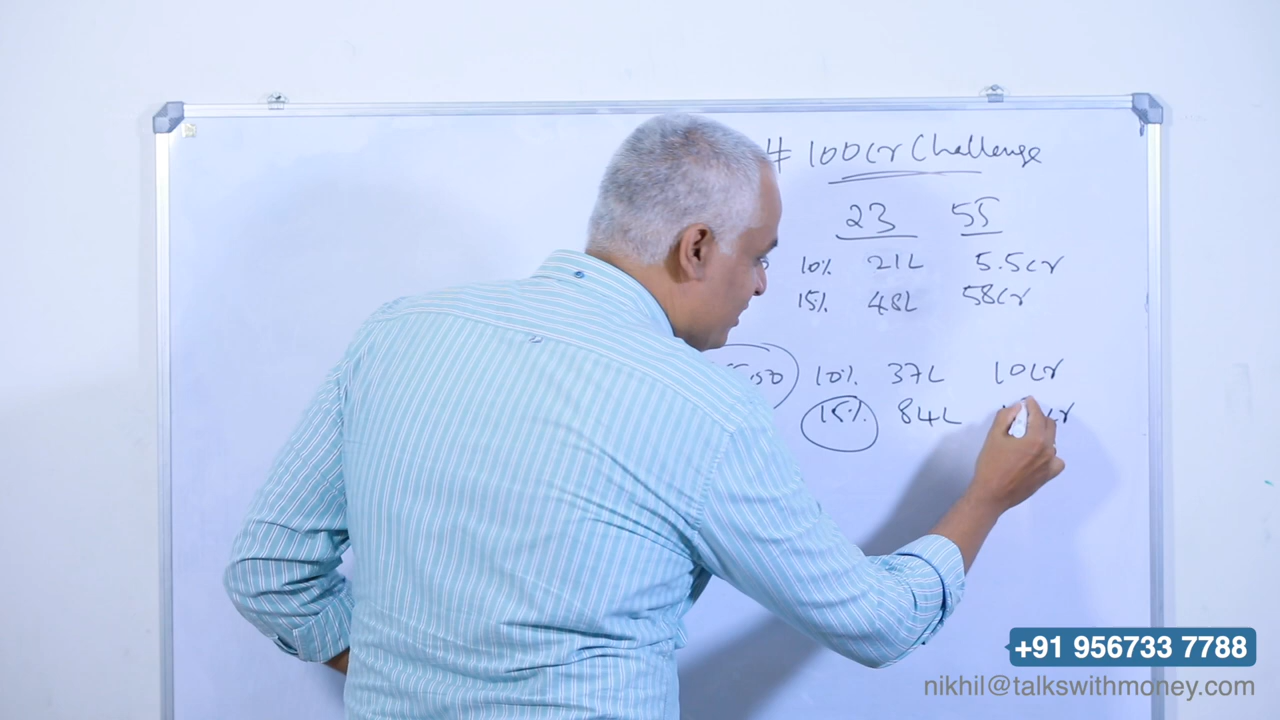 # 100Cr Challenge
23 55
10% 21L 5.5Cr
15% 48L 58Cr
10% 37L 10Cr
15% 84L
+91 956733 7788
nikhil@talkswithmoney.com